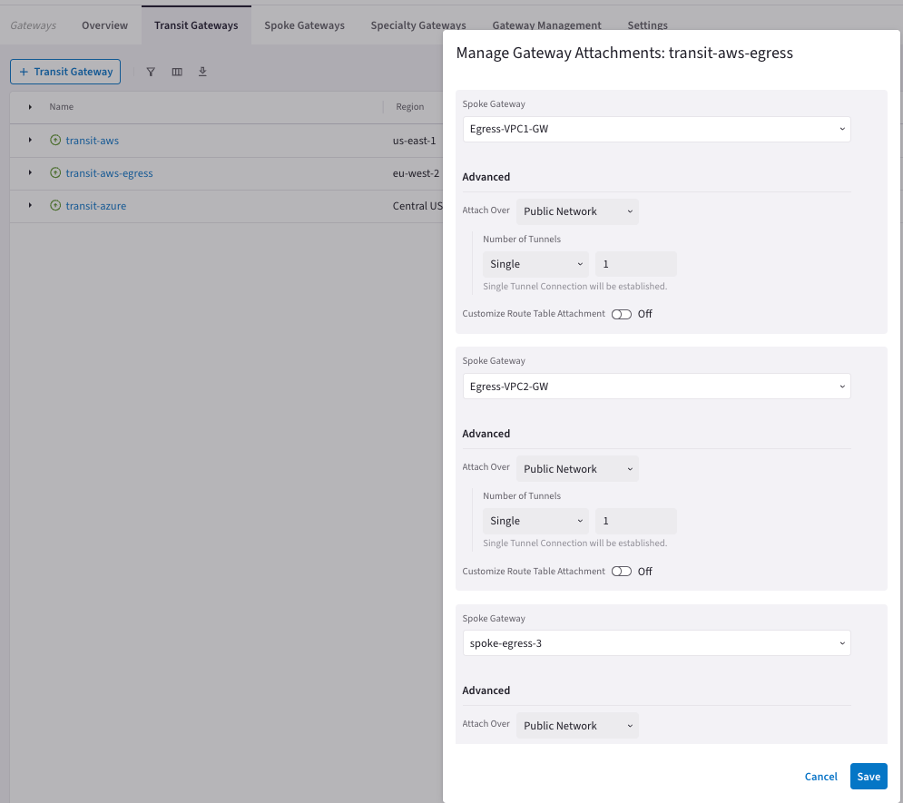 Gateways Overview Transit Gateways Spoke Gateways Specialty Gateways Gateway Management Settings
+ Transit Gateway
Name Region
transit-aws us-east-1
transit-aws-egress eu-west-2
transit-azure Central US
Manage Gateway Attachments: transit-aws-egress
Spoke Gateway
Egress-VPC1-GW
Advanced
Attach Over Public Network
Number of Tunnels
Single 1
Single Tunnel Connection will be established.
Customize Route Table Attachment Off
Spoke Gateway
Egress-VPC2-GW
Advanced
Attach Over Public Network
Number of Tunnels
Single 1
Single Tunnel Connection will be established.
Customize Route Table Attachment Off
Spoke Gateway
spoke-egress-3
Advanced
Attach Over Public Network
Cancel Save